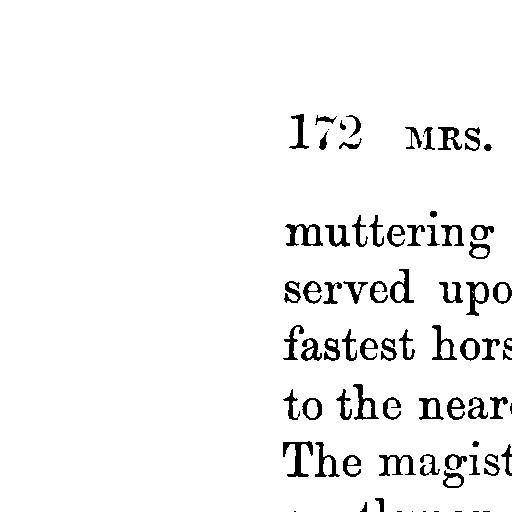 172 MRS.
muttering
served upo
fastest hors
to the near
The magist